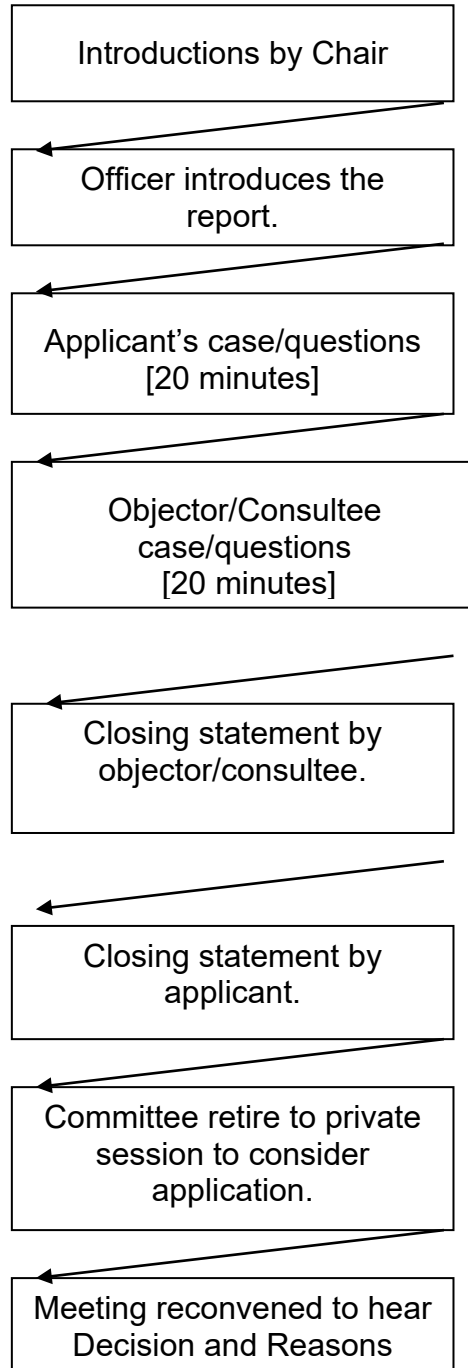 Introductions by Chair
Officer introduces the
report.
Applicant’s case/questions
[20 minutes]
Objector/Consultee
case/questions
[20 minutes]
Closing statement by
objector/consultee.
Closing statement by
applicant.
Committee retire to private
session to consider
application.
Meeting reconvened to hear
Decision and Reasons